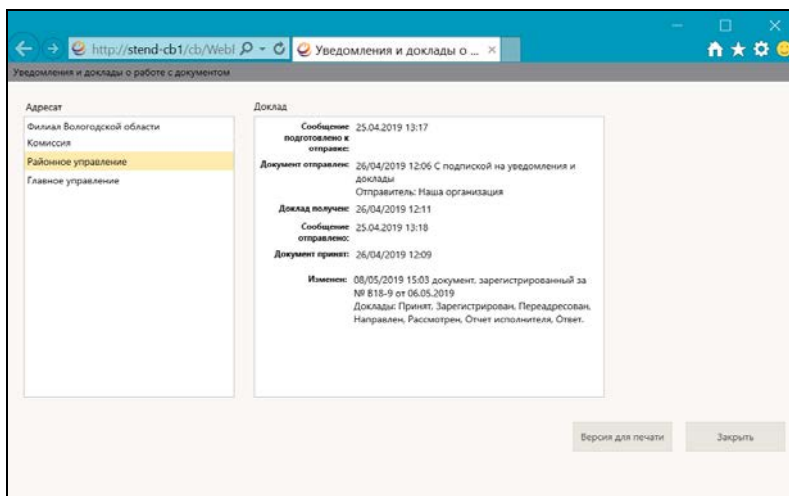 http://stend-cb1/cb/Webl
Уведомления и доклады о ...
Уведомления и доклады о работе с документом
Адресат
Доклад
Филиал Вологодской области
Комиссия
Районное управление
Главное управление
Сообщение подготовлено к отправке: 25.04.2019 13:17
Документ отправлен: 26/04/2019 12:06 С подпиской на уведомления и
доклады
Отправитель: Наша организация
Доклад получен: 26/04/2019 12:11
Сообщение отправлено: 25.04.2019 13:18
Документ принят: 26/04/2019 12:09
Изменен: 08/05/2019 15:03 документ, зарегистрированный за
№ 818-9 от 06.05.2019
Доклады: Принят, Зарегистрирован, Переадресован,
Направлен, Рассмотрен, Отчет исполнителя, Ответ.
Версия для печати
Закрыть